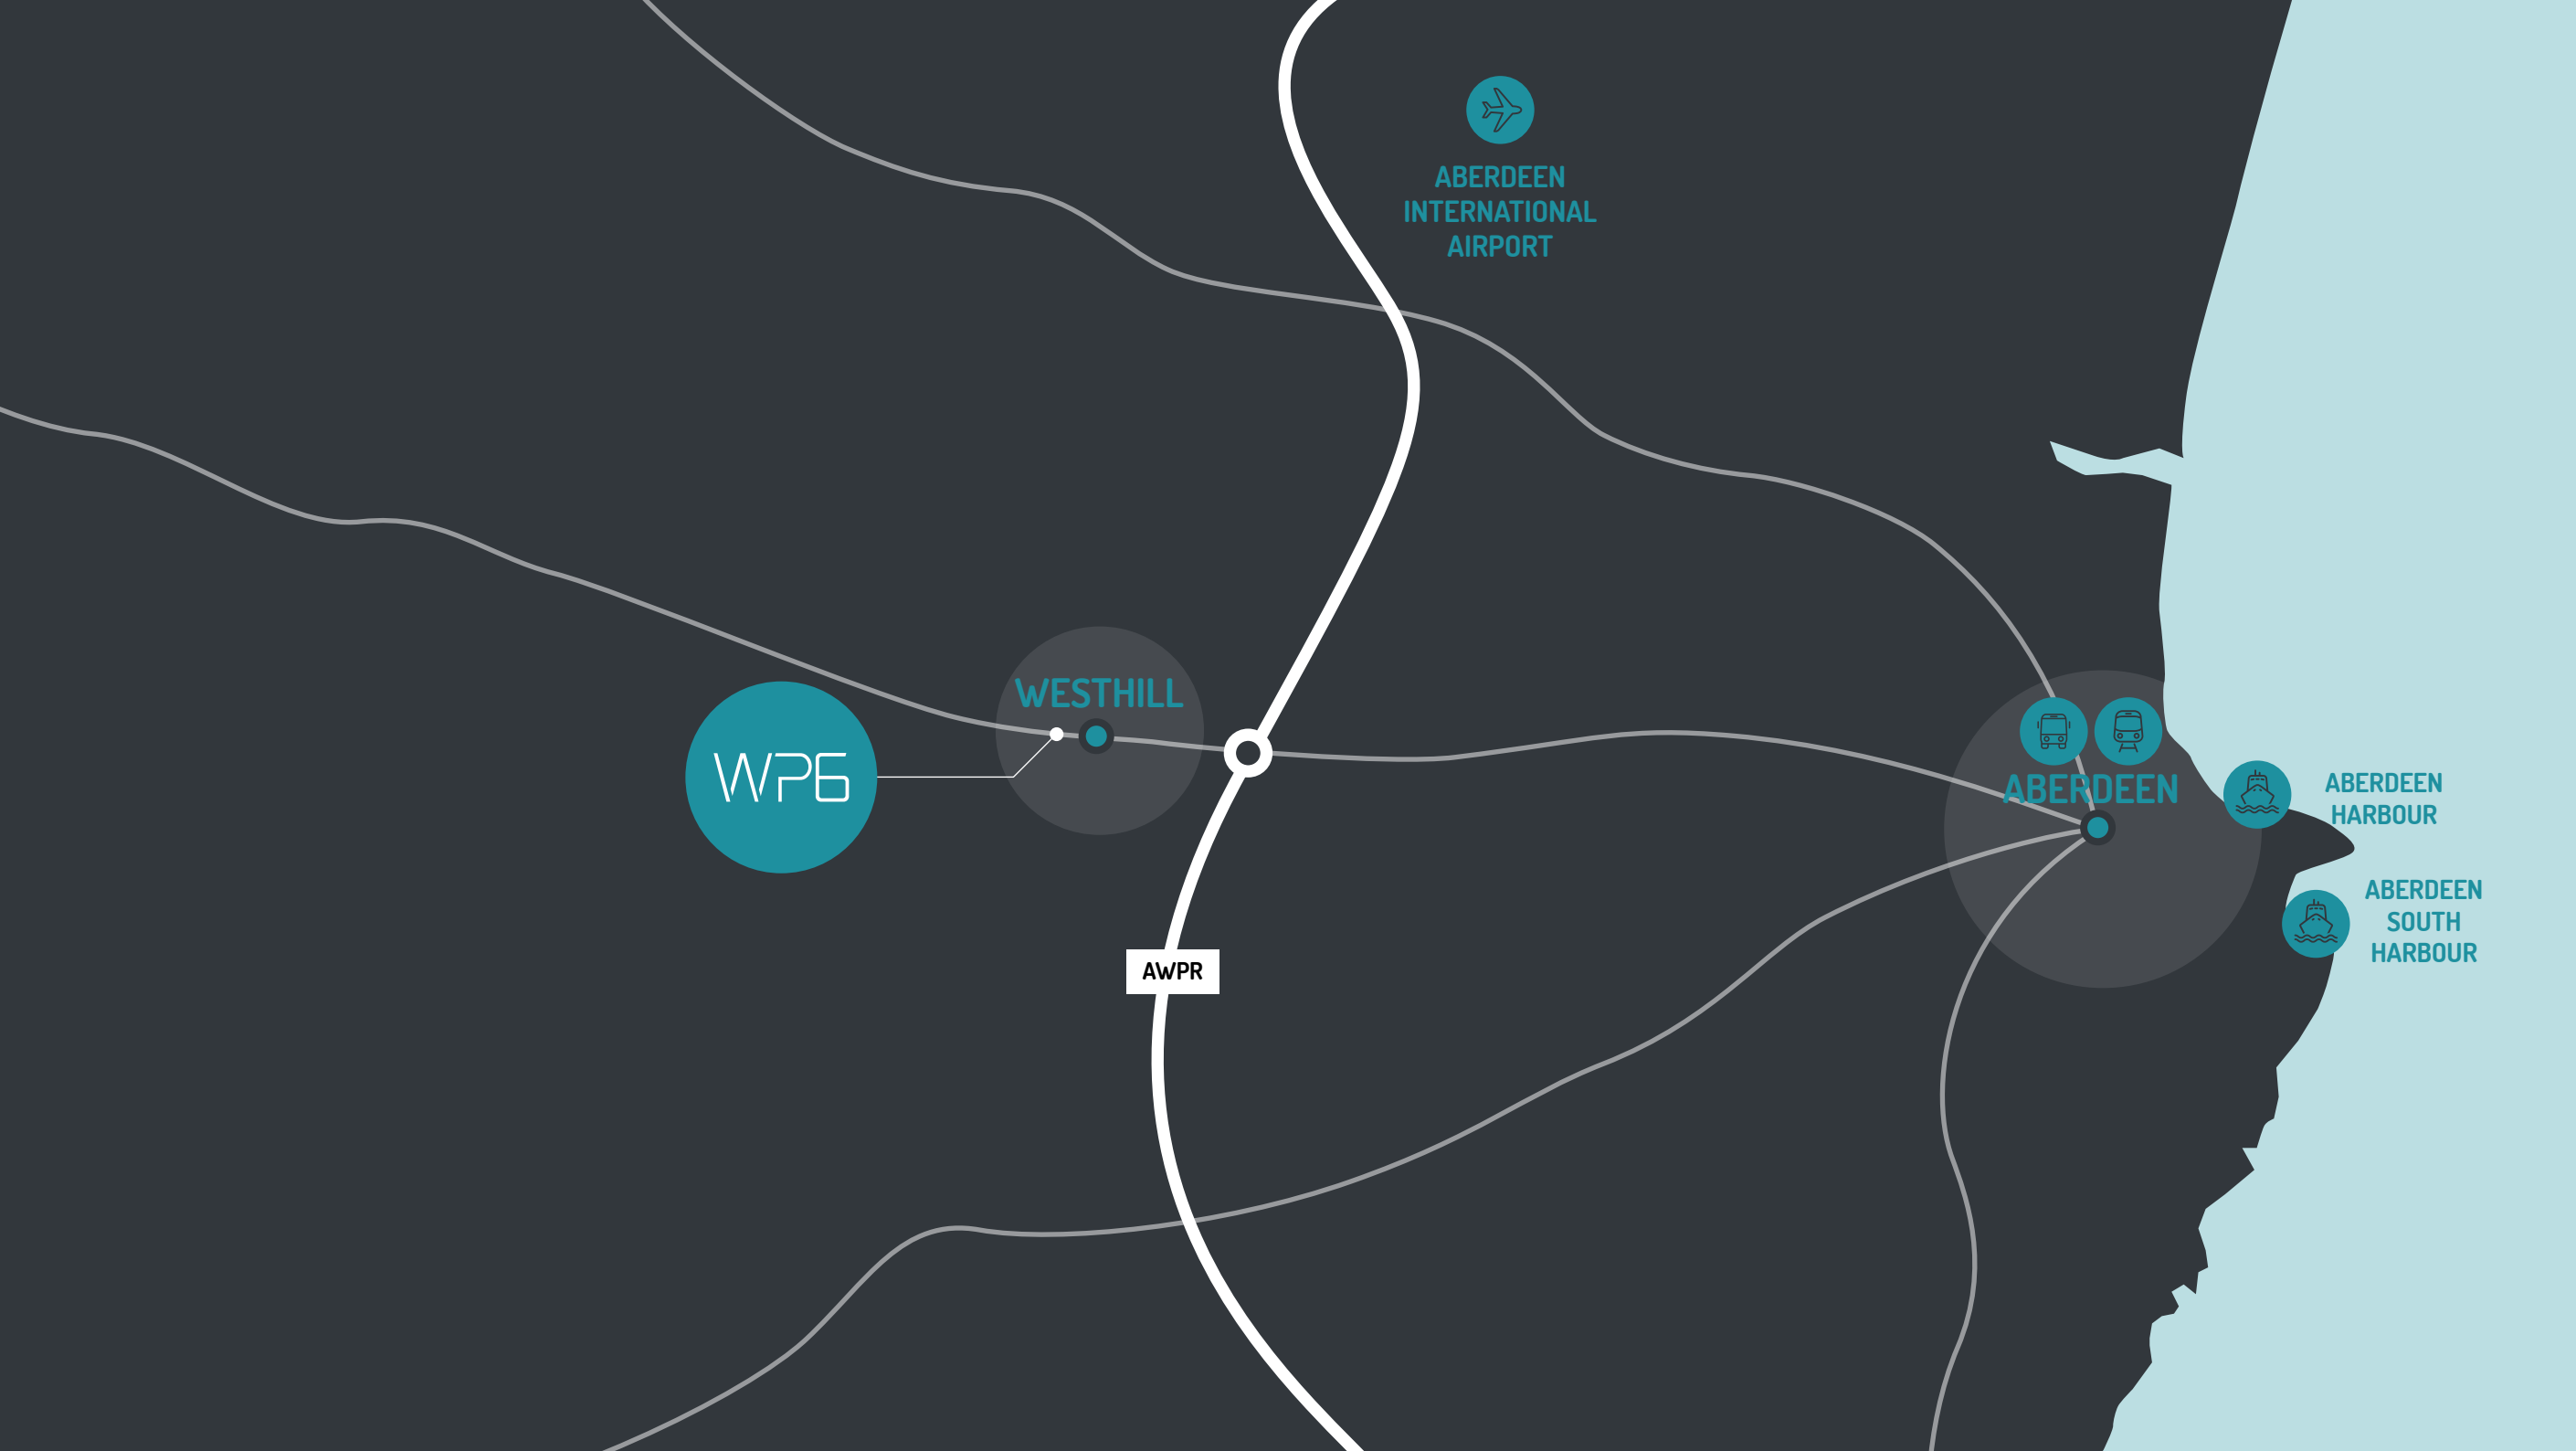 ABERDEEN
INTERNATIONAL
AIRPORT
WESTHILL
WP6
ABERDEEN
ABERDEEN
HARBOUR
ABERDEEN
SOUTH
HARBOUR
AWPR